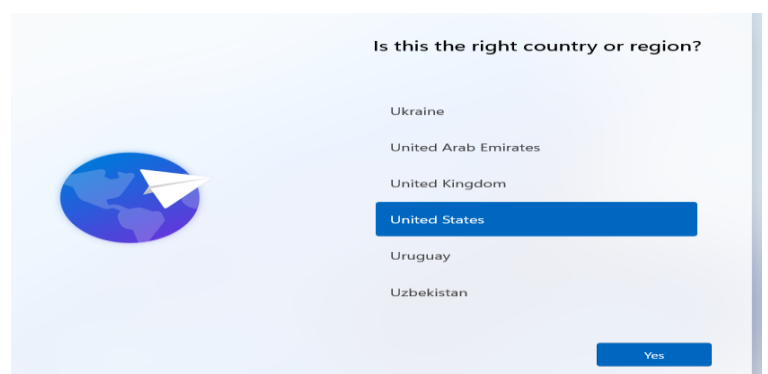 Is this the right country or region?
Ukraine
United Arab Emirates
United Kingdom
United States
Uruguay
Uzbekistan
Yes